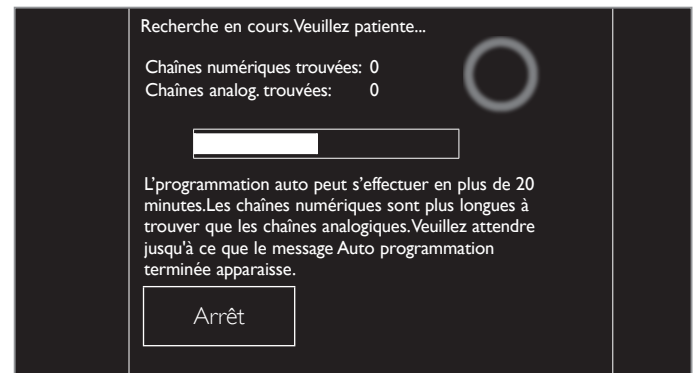 Recherche en cours.Veuillez patiente...
Chaînes numériques trouvées: 0
Chaînes analog. trouvées: 0
L’programmation auto peut s’effectuer en plus de 20
minutes.Les chaînes numériques sont plus longues à
trouver que les chaînes analogiques.Veuillez attendre
jusqu'à ce que le message Auto programmation
terminée apparaisse.
Arrêt